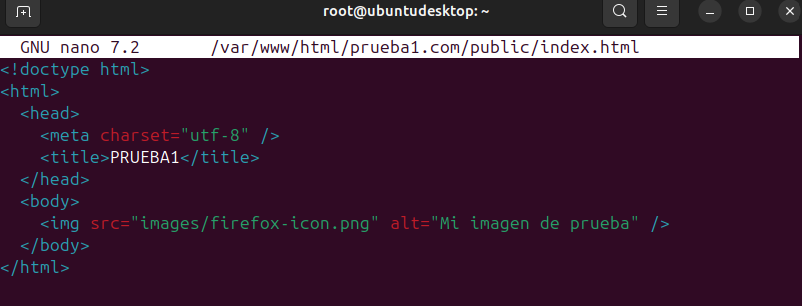 root@ubuntudesktop: ~
GNU nano 7.2 /var/www/html/prueba1.com/public/index.html
<!doctype html>
<html>
<head>
<meta charset="utf-8" />
<title>PRUEBA1</title>
</head>
<body>
<img src="images/firefox-icon.png" alt="Mi imagen de prueba" />
</body>
</html>